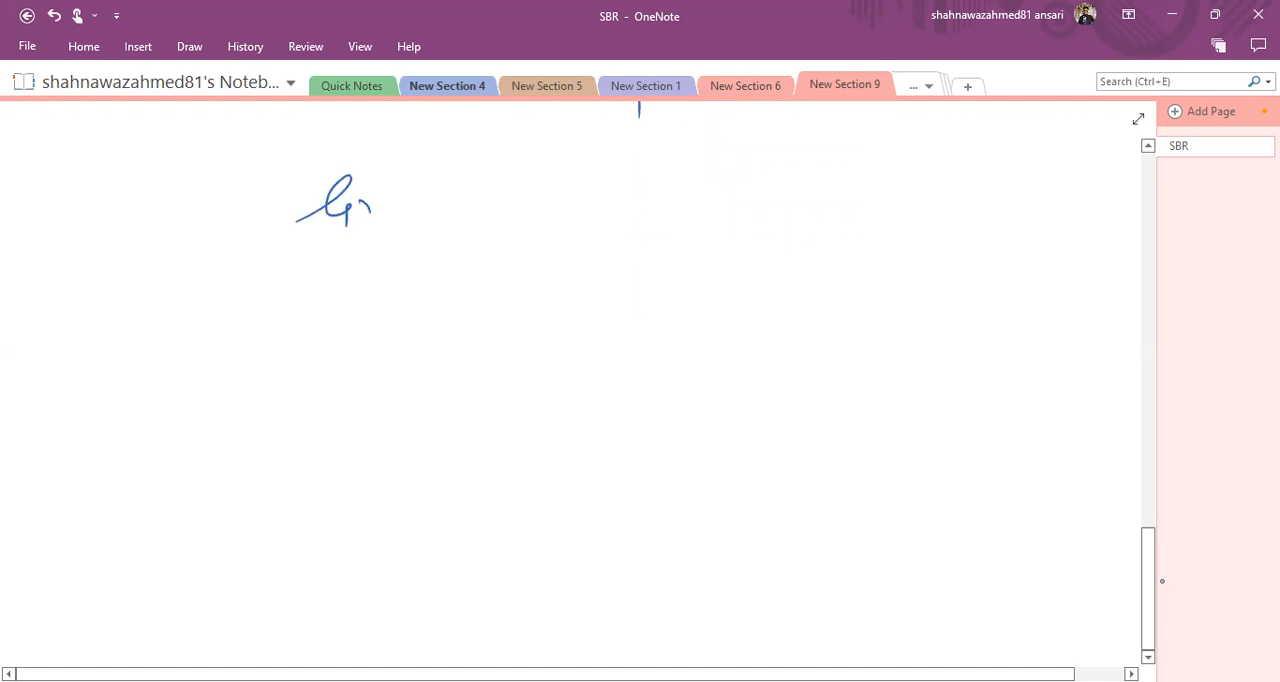 SBR - OneNote
shahnawazahmed81 ansari
File Home Insert Draw History Review View Help
shahnawazahmed81's Noteb...
Quick Notes
New Section 4
New Section 5
New Section 1
New Section 6
New Section 9
...
Search (Ctrl+E)
Add Page
SBR